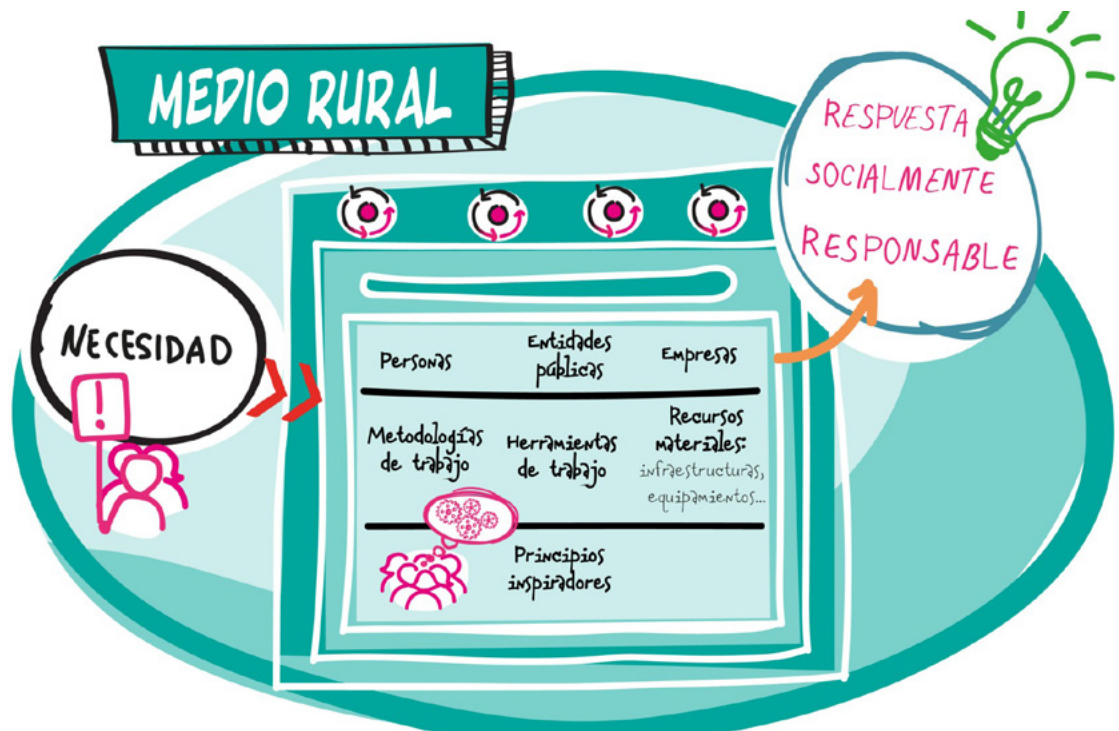 MEDIO RURAL
RESPUESTA
SOCIALMENTE
RESPONSABLE
NECESIDAD
!
Personas
Entidades
públicas
Empresas
Metodologías
de trabajo
Herramientas
de trabajo
Recursos
materiales:
infraestructuras,
equipamientos...
Principios
inspiradores